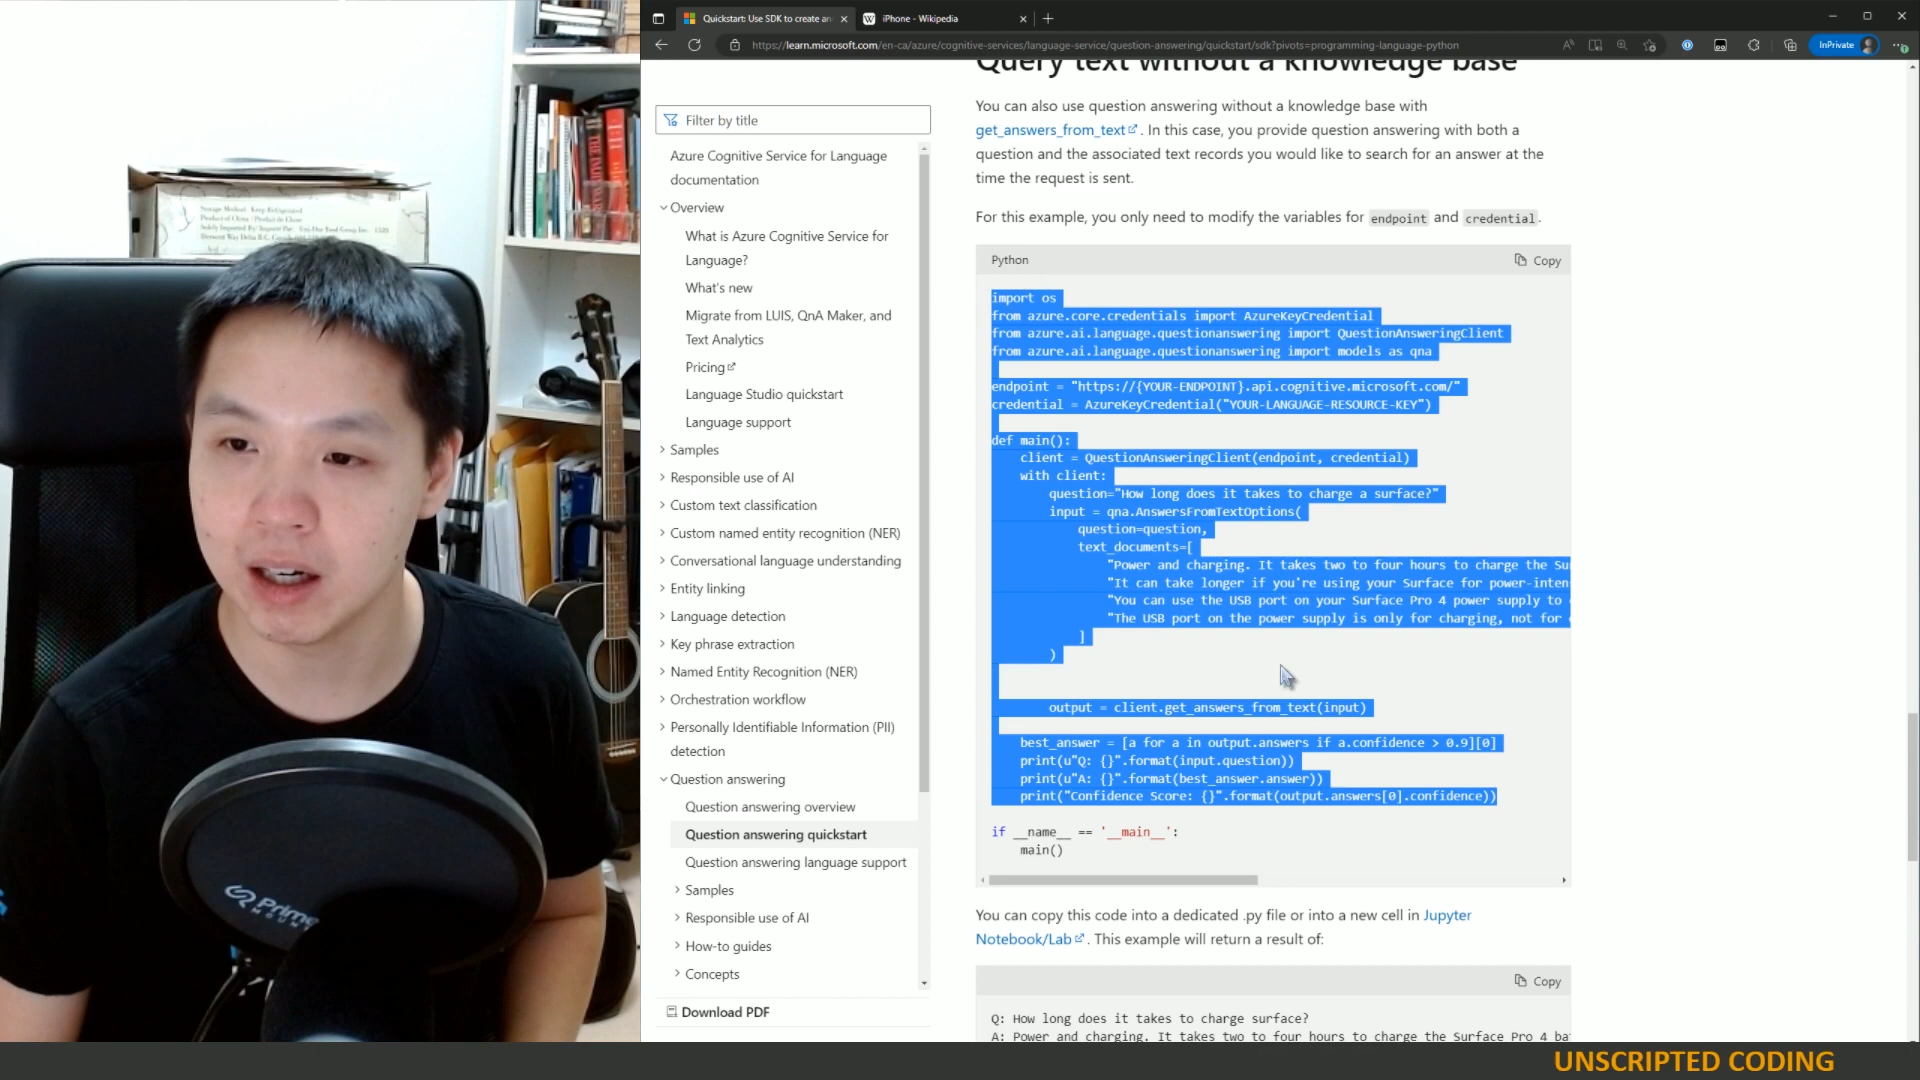 Quickstart: Use SDK to create an
iPhone - Wikipedia
https://learn.microsoft.com/en-ca/azure/cognitive-services/language-service/question-answering/quickstart/sdk?pivots=programming-language-python
InPrivate
Filter by title
Azure Cognitive Service for Language
documentation
Overview
What is Azure Cognitive Service for
Language?
What's new
Migrate from LUIS, QnA Maker, and
Text Analytics
Pricing
Language Studio quickstart
Language support
Samples
Responsible use of AI
Custom text classification
Custom named entity recognition (NER)
Conversational language understanding
Entity linking
Language detection
Key phrase extraction
Named Entity Recognition (NER)
Orchestration workflow
Personally Identifiable Information (PII)
detection
Question answering
Question answering overview
Question answering quickstart
Question answering language support
Samples
Responsible use of AI
How-to guides
Concepts
Download PDF
Query text without a knowledge base
You can also use question answering without a knowledge base with
get_answers_from_text . In this case, you provide question answering with both a
question and the associated text records you would like to search for an answer at the
time the request is sent.
For this example, you only need to modify the variables for endpoint and credential.
Python
Copy
import os
from azure.core.credentials import AzureKeyCredential
from azure.ai.language.questionanswering import QuestionAnsweringClient
from azure.ai.language.questionanswering import models as qna
endpoint = "https://{YOUR-ENDPOINT}.api.cognitive.microsoft.com/"
credential = AzureKeyCredential("YOUR-LANGUAGE-RESOURCE-KEY")
def main():
client = QuestionAnsweringClient(endpoint, credential)
with client:
question="How long does it takes to charge a surface?"
input = qna.AnswersFromTextOptions(
question=question,
text_documents=[
"Power and charging. It takes two to four hours to charge the Su
"It can take longer if you're using your Surface for power-inten
"You can use the USB port on your Surface Pro 4 power supply to
"The USB port on the power supply is only for charging, not for
]
)
output = client.get_answers_from_text(input)
best_answer = [a for a in output.answers if a.confidence > 0.9][0]
print(u"Q: {}".format(input.question))
print(u"A: {}".format(best_answer.answer))
print("Confidence Score: {}".format(output.answers[0].confidence))
if __name__ == '__main__':
main()
You can copy this code into a dedicated .py file or into a new cell in Jupyter
Notebook/Lab . This example will return a result of:
Copy
Q: How long does it takes to charge surface?
A: Power and charging. It takes two to four hours to charge the Surface Pro 4 ba
Prime
UNSCRIPTED CODING